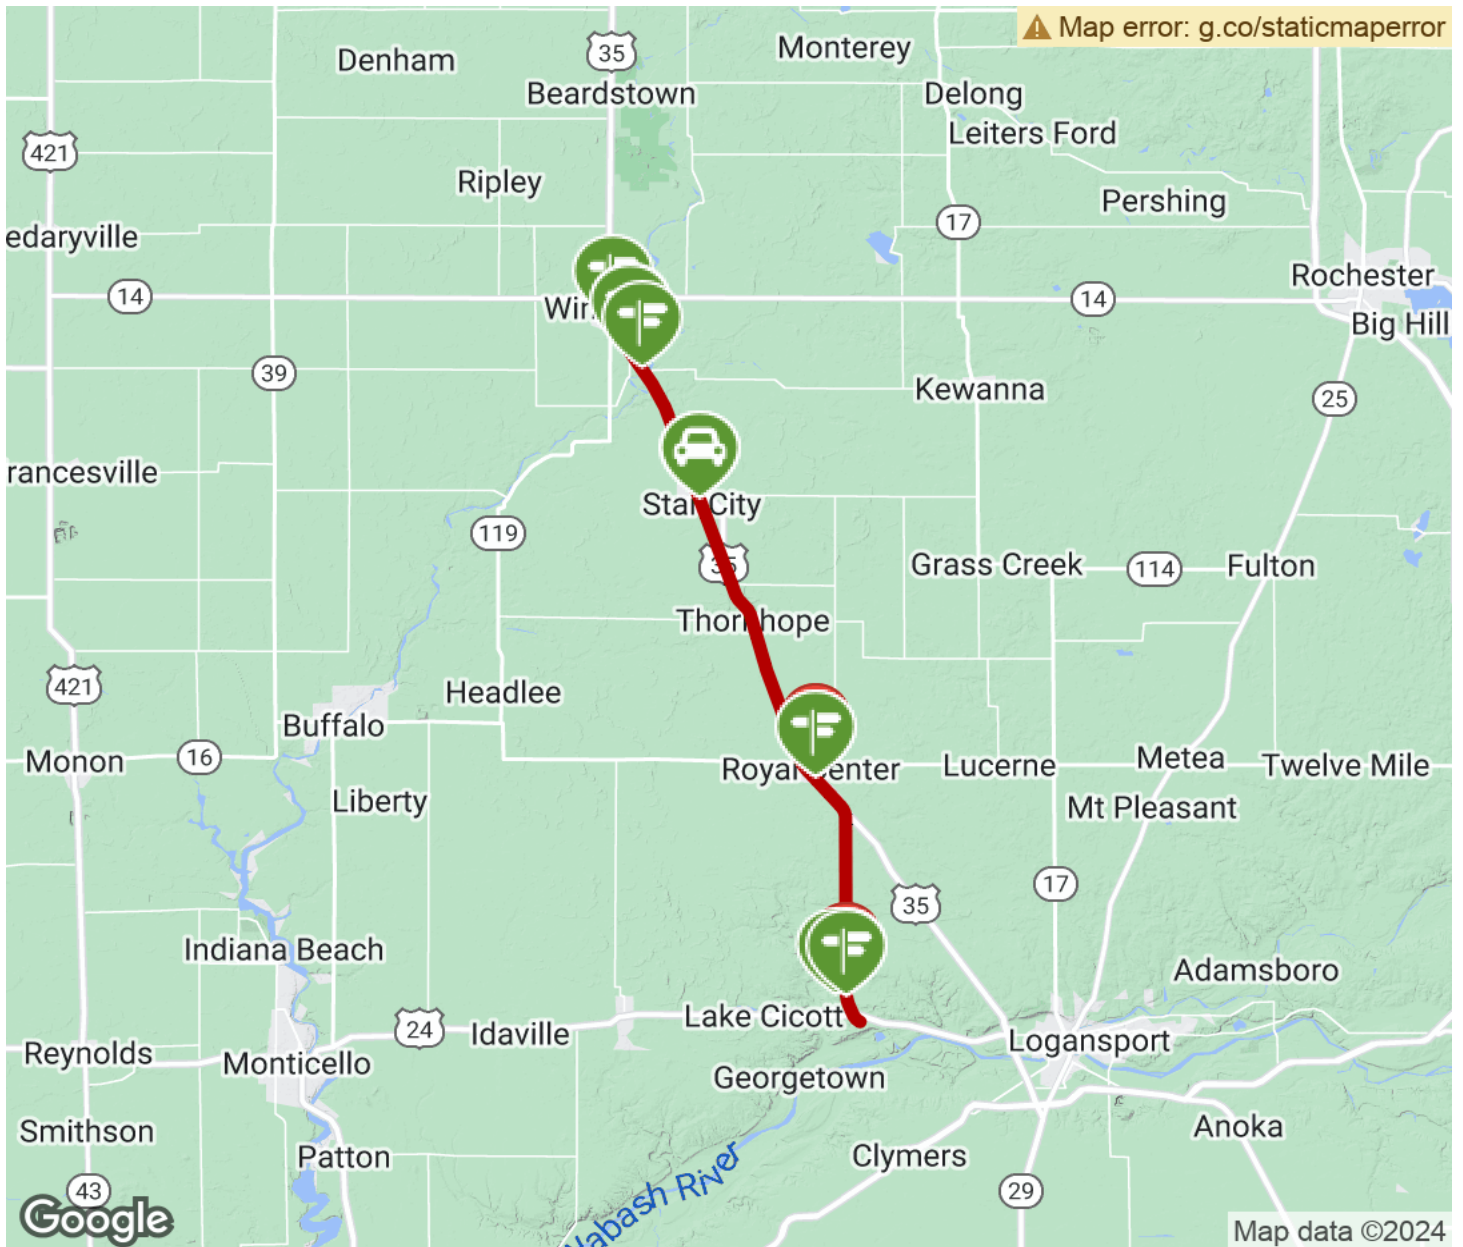 Map error: g.co/staticmaperror
35
Denham
Monterey
Beardstown
Delong
Leiters Ford
421
Ripley
Pershing
17
edaryville
14
14
Rochester
Big Hill
39
Kewanna
25
rancesville
City
119
Grass Creek
114
Fulton
35
421
Headlee
Buffalo
Monon
16
Lucerne
Metea
Twelve Mile
Liberty
Mt Pleasant
17
35
Indiana Beach
Adamsboro
Lake Cicott
24
Idaville
Reynolds
Monticello
Logansport
Georgetown
Smithson
Anoka
Patton
Clymers
River
43
29
Google
Map data ©2024